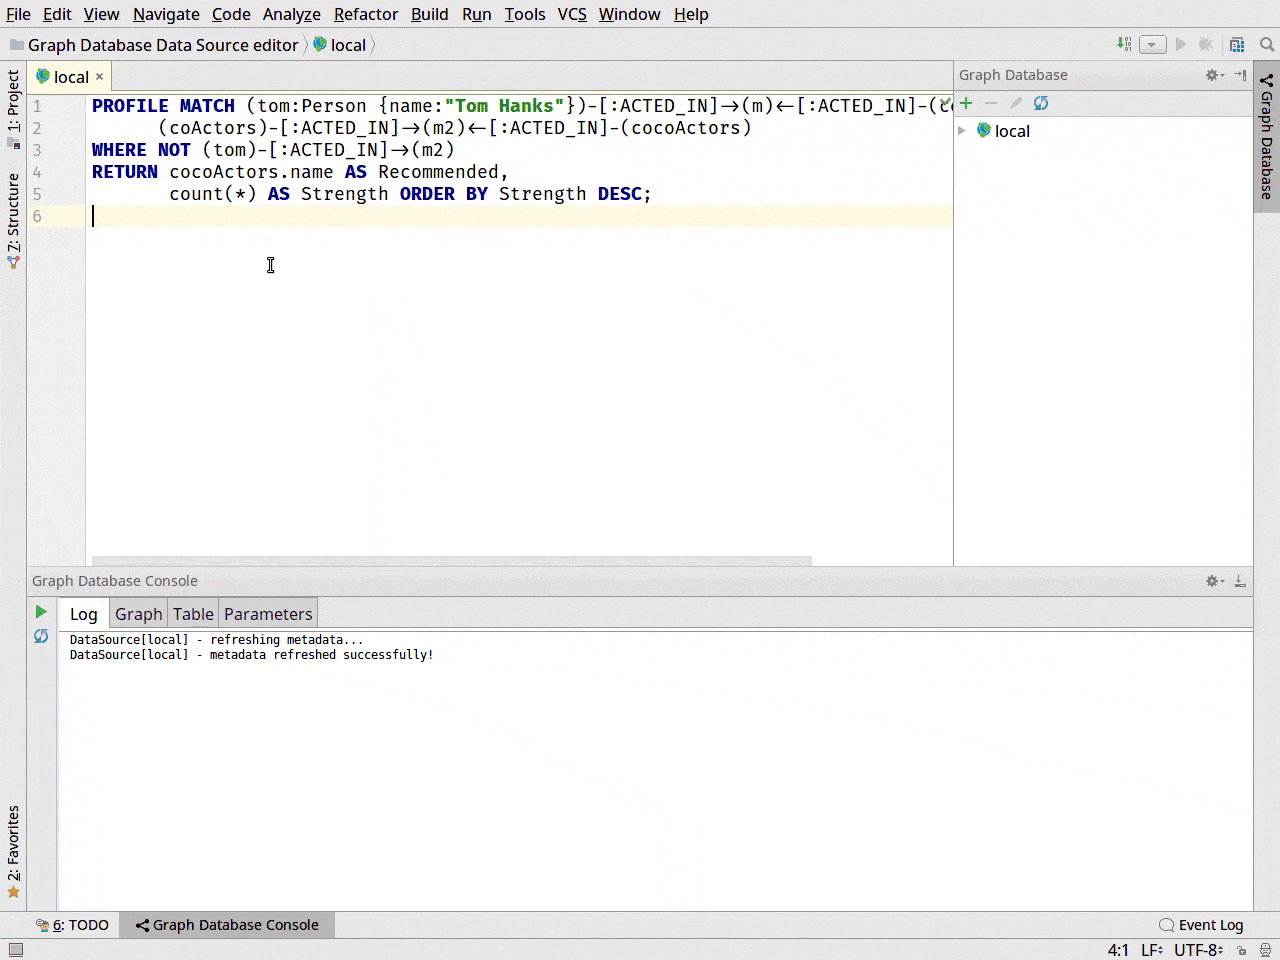 File Edit View Navigate Code Analyze Refactor Build Run Tools VCS Window Help
Graph Database Data Source editor local
local ×
Graph Database
1: Project
7: Structure
2: Favorites
Graph Database
1 PROFILE MATCH (tom:Person {name:"Tom Hanks"})-[:ACTED_IN]->(m)<-[:ACTED_IN]-(c
2 (coActors)-[:ACTED_IN]->(m2)<-[:ACTED_IN]-(cocoActors)
3 WHERE NOT (tom)-[:ACTED_IN]->(m2)
4 RETURN cocoActors.name AS Recommended,
5 count(*) AS Strength ORDER BY Strength DESC;
6
local
Graph Database Console
Log Graph Table Parameters
DataSource[local] - refreshing metadata...
DataSource[local] - metadata refreshed successfully!
6: TODO Graph Database Console Event Log
4:1 LF UTF-8